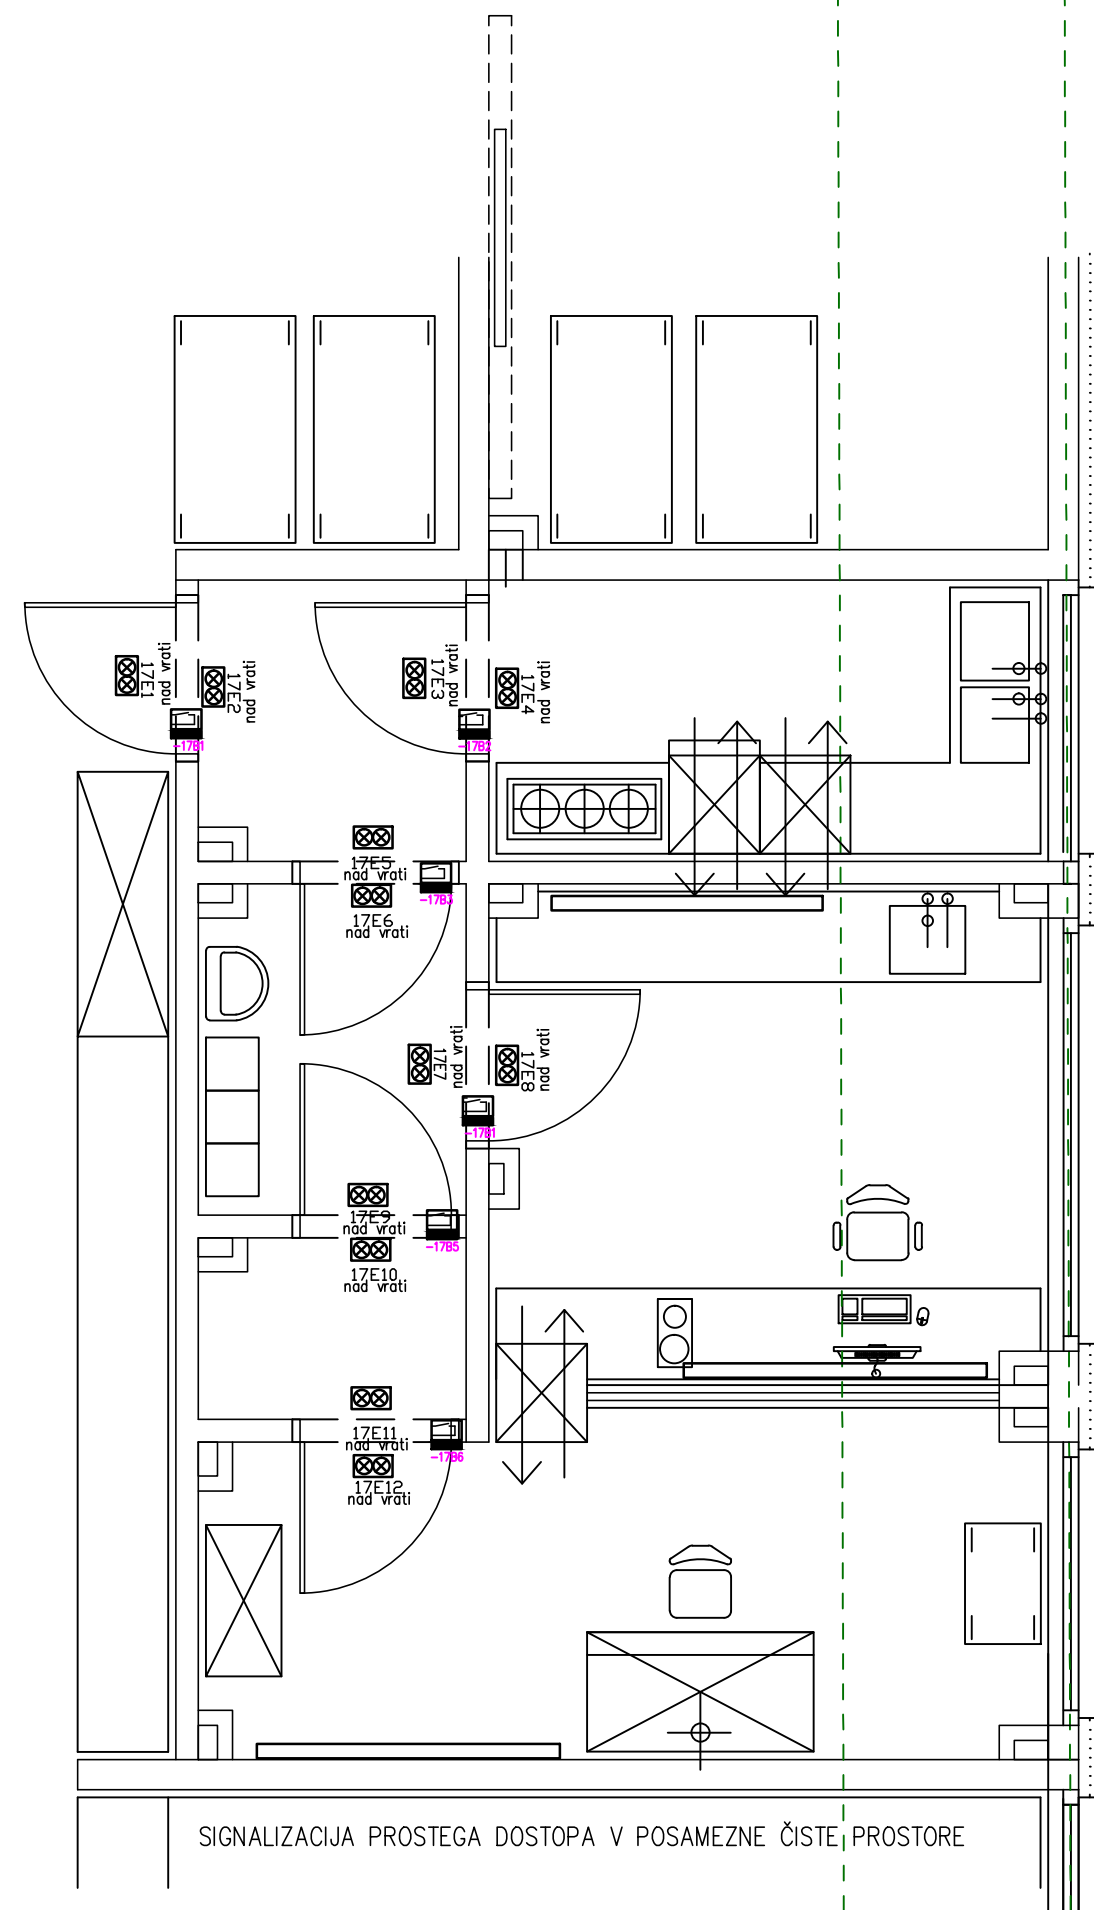 17E1
nad vrati
17E2
nad vrati
-17B1
17E3
nad vrati
17E4
nad vrati
-17B2
17E5
nad vrati
-17B3
17E6
nad vrati
17E7
nad vrati
17E8
nad vrati
-17B1
17E9
nad vrati
-17B5
17E10
nad vrati
17E11
nad vrati
-17B6
17E12
nad vrati
SIGNALIZACIJA PROSTEGA DOSTOPA V POSAMEZNE ČISTE PROSTORE